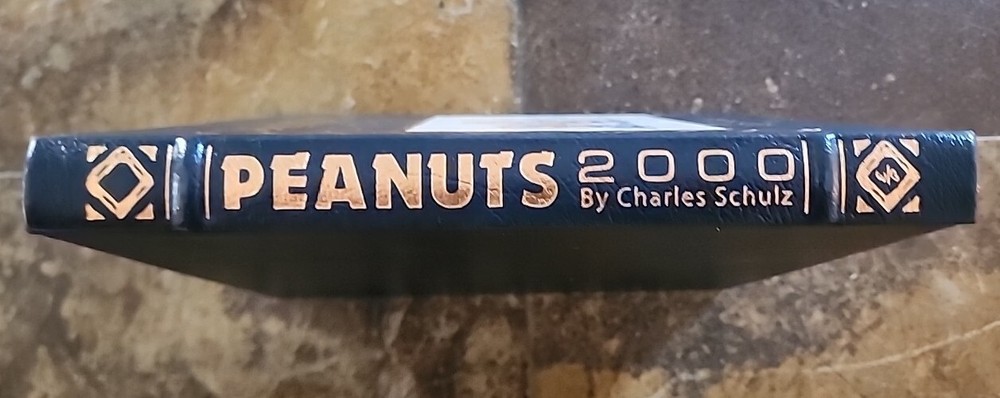 PEANUTS
2000
By Charles Schulz